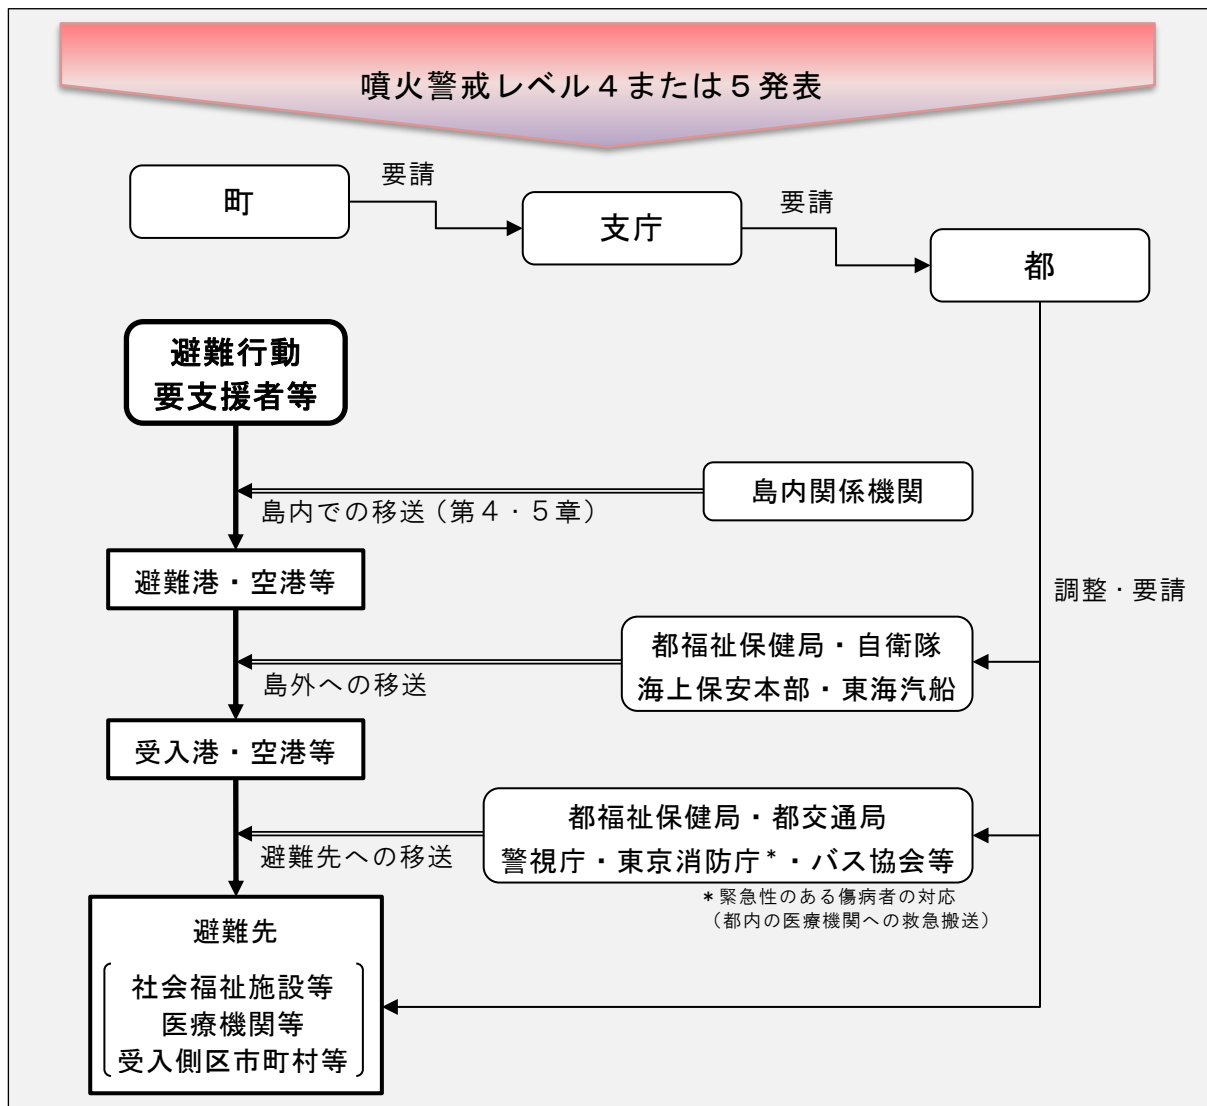 噴火警戒レベル４または５発表
町
要請
支庁
要請
都
避難行動
要支援者等
島内関係機関
島内での移送（第４・５章）
避難港・空港等
調整・要請
都福祉保健局・自衛隊
海上保安本部・東海汽船
島外への移送
受入港・空港等
都福祉保健局・都交通局
警視庁・東京消防庁*・バス協会等
避難先への移送
*緊急性のある傷病者の対応
（都内の医療機関への救急搬送）
避難先
社会福祉施設等
医療機関等
受入側区市町村等